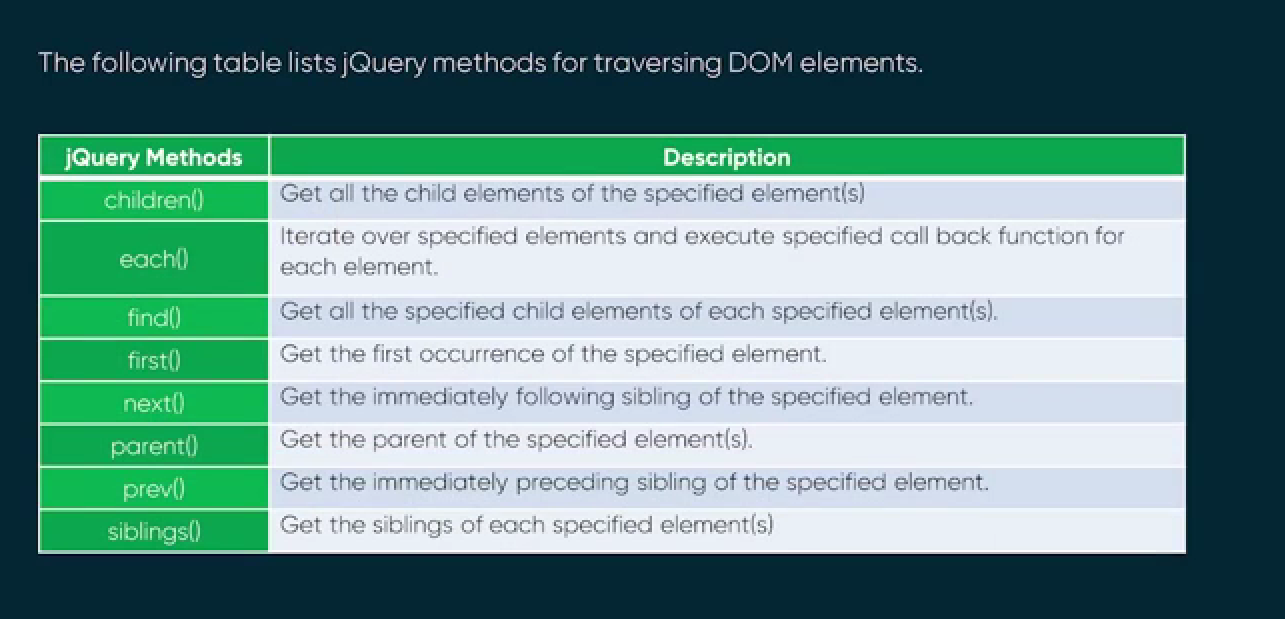 The following table lists jQuery methods for traversing DOM elements.
jQuery Methods Description
children() Get all the child elements of the specified element(s)
each() Iterate over specified elements and execute specified call back function for
each element.
find() Get all the specified child elements of each specified element(s).
first() Get the first occurrence of the specified element.
next() Get the immediately following sibling of the specified element.
parent() Get the parent of the specified element(s).
prev() Get the immediately preceding sibling of the specified element.
siblings() Get the siblings of each specified element(s)